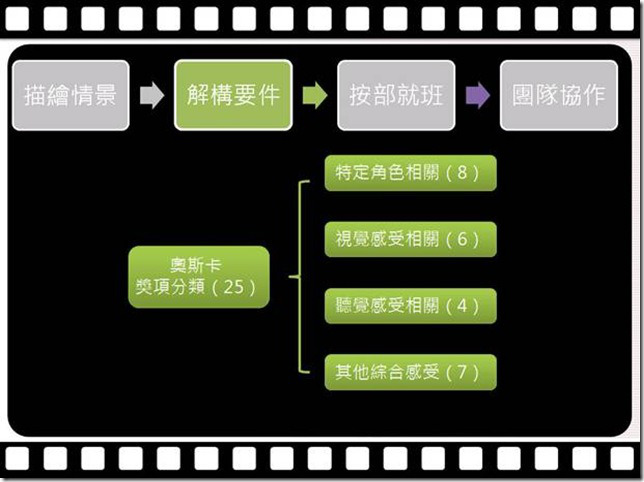 描繪情景
解構要件
按部就班
團隊協作
特定角色相關（8）
視覺感受相關（6）
奧斯卡
獎項分類（25）
聽覺感受相關（4）
其他綜合感受（7）